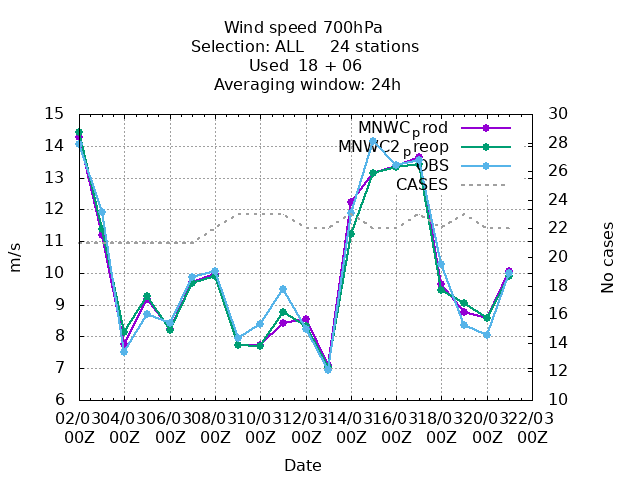 Wind speed 700hPa
Selection: ALL 24 stations
Used 18 + 06
Averaging window: 24h
15 14 13 12 11 10 9 8 7 6
m/s
30 28 26 24 22 20 18 16 14 12 10
No cases
MNWCprod
MNWC2preop
OBS
CASES
02/03 04/03 06/03 08/03 10/03 12/03 14/03 16/03 18/03 20/03 22/03
00Z 00Z 00Z 00Z 00Z 00Z 00Z 00Z 00Z 00Z 00Z
Date